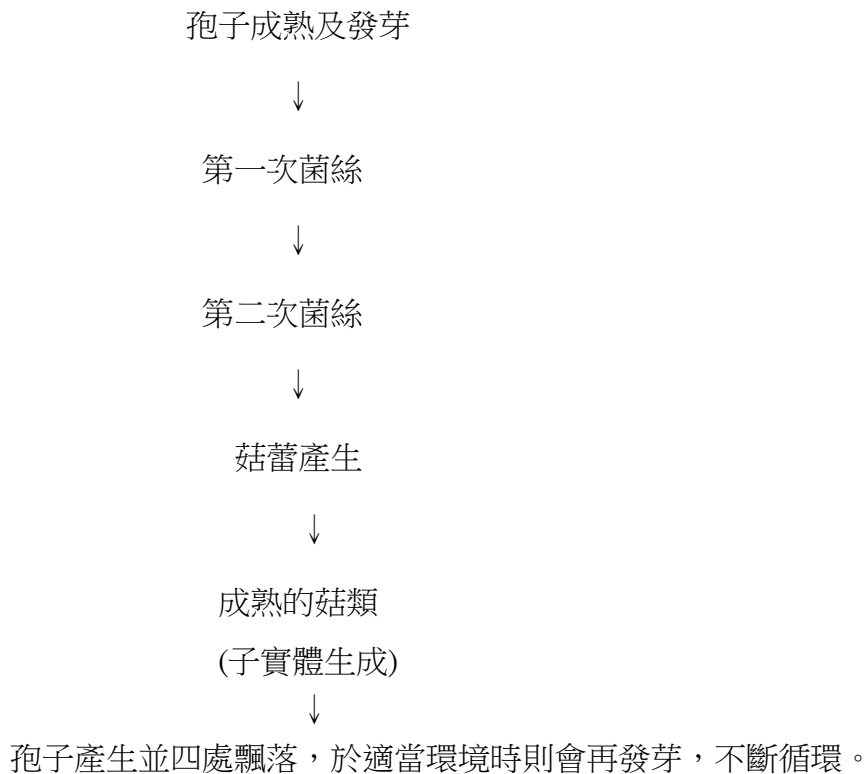 孢子成熟及發芽
↓
第一次菌絲
↓
第二次菌絲
↓
菇蕾產生
↓
成熟的菇類
(子實體生成)
↓
孢子產生並四處飄落，於適當環境時則會再發芽，不斷循環。